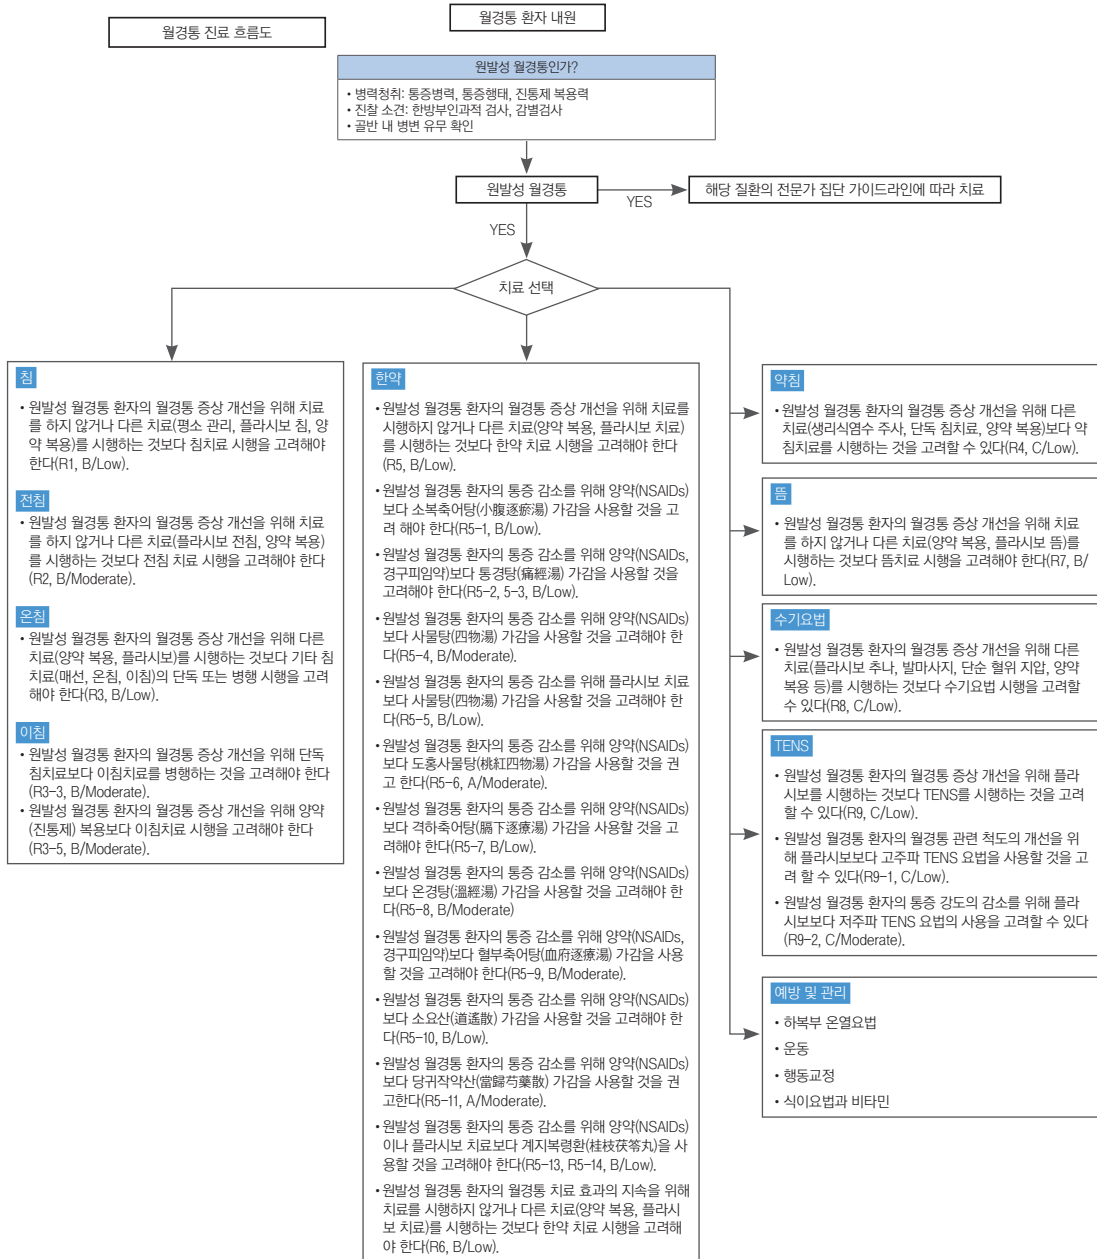 월경통 진료 흐름도
월경통 환자 내원
원발성 월경통인가?
• 병력청취: 통증병력, 통증행태, 진통제 복용력
• 진찰 소견: 한방부인과적 검사, 감별검사
• 골반 내 병변 유무 확인
원발성 월경통
YES
해당 질환의 전문가 집단 가이드라인에 따라 치료
YES
치료 선택
침
• 원발성 월경통 환자의 월경통 증상 개선을 위해 치료
를 하지 않거나 다른 치료(평소 관리, 플라시보 침, 양
약 복용)를 시행하는 것보다 침치료 시행을 고려해야
한다(R1, B/Low).
전침
• 원발성 월경통 환자의 월경통 증상 개선을 위해 치료
를 하지 않거나 다른 치료(플라시보 전침, 양약 복용)
를 시행하는 것보다 전침 치료 시행을 고려해야 한다
(R2, B/Moderate).
온침
• 원발성 월경통 환자의 월경통 증상 개선을 위해 다른
치료(양약 복용, 플라시보)를 시행하는 것보다 기타 침
치료(매선, 온침, 이침)의 단독 또는 병행 시행을 고려
해야 한다(R3, B/Low).
이침
• 원발성 월경통 환자의 월경통 증상 개선을 위해 단독
침치료보다 이침치료를 병행하는 것을 고려해야 한다
(R3-3, B/Moderate).
• 원발성 월경통 환자의 월경통 증상 개선을 위해 양약
(진통제) 복용보다 이침치료 시행을 고려해야 한다
(R3-5, B/Moderate).
한약
• 원발성 월경통 환자의 월경통 증상 개선을 위해 치료를
시행하지 않거나 다른 치료(양약 복용, 플라시보 치료)
를 시행하는 것보다 한약 치료 시행을 고려해야 한다
(R5, B/Low).
• 원발성 월경통 환자의 통증 감소를 위해 양약(NSAIDs)
보다 소복축어탕(小腹逐瘀湯) 가감을 사용할 것을 고
려 해야 한다(R5-1, B/Low).
• 원발성 월경통 환자의 통증 감소를 위해 양약(NSAIDs,
경구피임약)보다 통경탕(痛經湯) 가감을 사용할 것을
고려해야 한다(R5-2, 5-3, B/Low).
• 원발성 월경통 환자의 통증 감소를 위해 양약(NSAIDs)
보다 사물탕(四物湯) 가감을 사용할 것을 고려해야 한
다(R5-4, B/Moderate).
• 원발성 월경통 환자의 통증 감소를 위해 플라시보 치료
보다 사물탕(四物湯) 가감을 사용할 것을 고려해야 한
다(R5-5, B/Low).
• 원발성 월경통 환자의 통증 감소를 위해 양약(NSAIDs)
보다 도홍사물탕(桃紅四物湯) 가감을 사용할 것을 권
고 한다(R5-6, A/Moderate).
• 원발성 월경통 환자의 통증 감소를 위해 양약(NSAIDs)
보다 격하축어탕(膈下逐瘀湯) 가감을 사용할 것을 고
려해야 한다(R5-7, B/Low).
• 원발성 월경통 환자의 통증 감소를 위해 양약(NSAIDs)
보다 온경탕(溫經湯) 가감을 사용할 것을 고려해야 한
다(R5-8, B/Moderate)
• 원발성 월경통 환자의 통증 감소를 위해 양약(NSAIDs,
경구피임약)보다 혈부축어탕(血府逐瘀湯) 가감을 사용
할 것을 고려해야 한다(R5-9, B/Moderate).
• 원발성 월경통 환자의 통증 감소를 위해 양약(NSAIDs)
보다 소요산(逍遙散) 가감을 사용할 것을 고려해야 한
다(R5-10, B/Low).
• 원발성 월경통 환자의 통증 감소를 위해 양약(NSAIDs)
보다 당귀작약산(當歸芍藥散) 가감을 사용할 것을 권
고한다(R5-11, A/Moderate).
• 원발성 월경통 환자의 통증 감소를 위해 양약(NSAIDs)
이나 플라시보 치료보다 계지복령환(桂枝茯苓丸)을 사
용할 것을 고려해야 한다(R5-13, R5-14, B/Low).
• 원발성 월경통 환자의 월경통 치료 효과의 지속을 위해
치료를 시행하지 않거나 다른 치료(양약 복용, 플라시
보 치료)를 시행하는 것보다 한약 치료 시행을 고려해
야 한다(R6, B/Low).
약침
• 원발성 월경통 환자의 월경통 증상 개선을 위해 다른
치료(생리식염수 주사, 단독 침치료, 양약 복용)보다 약
침치료를 시행하는 것을 고려할 수 있다(R4, C/Low).
뜸
• 원발성 월경통 환자의 월경통 증상 개선을 위해 치료
를 하지 않거나 다른 치료(양약 복용, 플라시보 뜸)를
시행하는 것보다 뜸치료 시행을 고려해야 한다(R7, B/
Low).
수기요법
• 원발성 월경통 환자의 월경통 증상 개선을 위해 다른
치료(플라시보 추나, 발마사지, 단순 혈위 지압, 양약
복용 등)를 시행하는 것보다 수기요법 시행을 고려할
수 있다(R8, C/Low).
TENS
• 원발성 월경통 환자의 월경통 증상 개선을 위해 플라
시보를 시행하는 것보다 TENS를 시행하는 것을 고려
할 수 있다(R9, C/Low).
• 원발성 월경통 환자의 월경통 관련 척도의 개선을 위
해 플라시보보다 고주파 TENS 요법을 사용할 것을 고
려 할 수 있다(R9-1, C/Low).
• 원발성 월경통 환자의 통증 강도의 감소를 위해 플라
시보보다 저주파 TENS 요법의 사용을 고려할 수 있다
(R9-2, C/Moderate).
예방 및 관리
• 하복부 온열요법
• 운동
• 행동교정
• 식이요법과 비타민